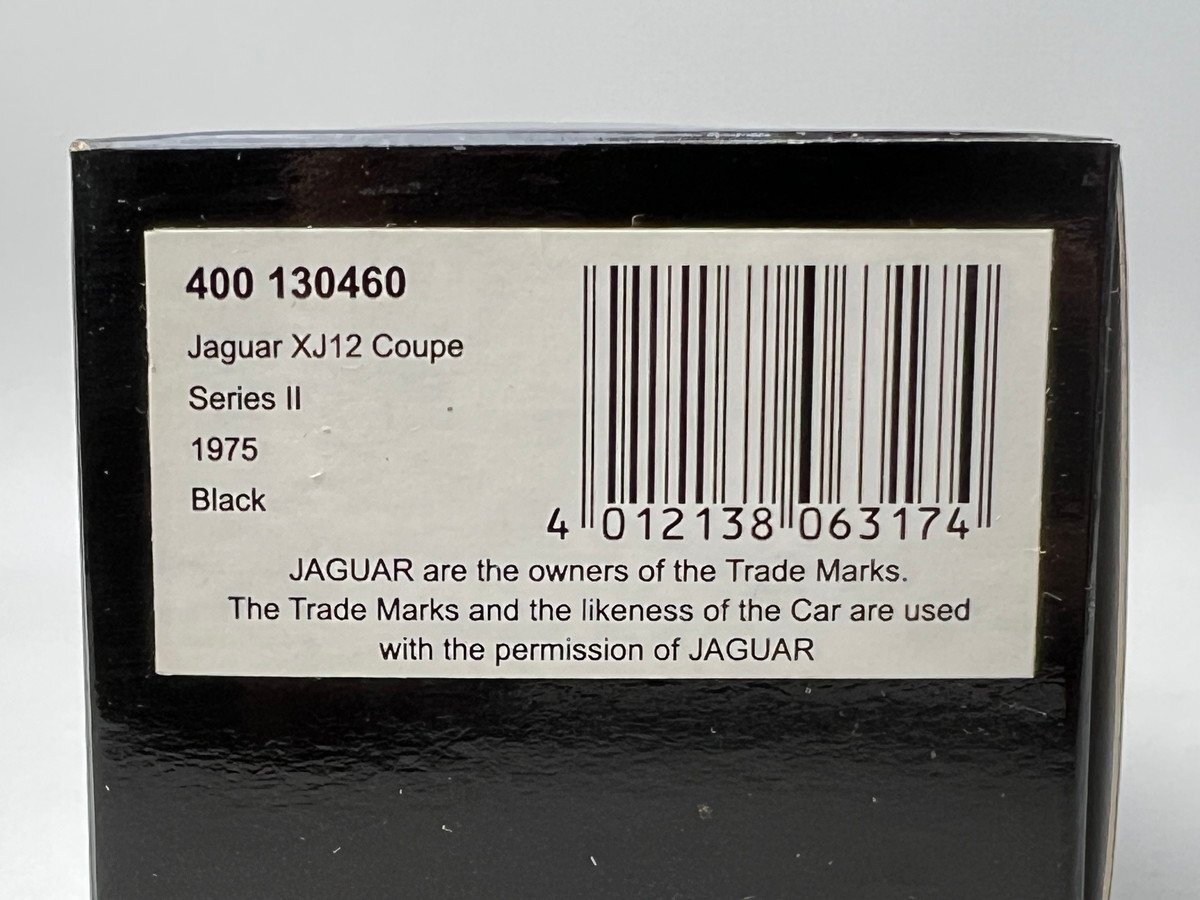 400 130460
Jaguar XJ12 Coupe
Series II
1975
Black
4 012138 063174
JAGUAR are the owners of the Trade Marks.
The Trade Marks and the likeness of the Car are used
with the permission of JAGUAR